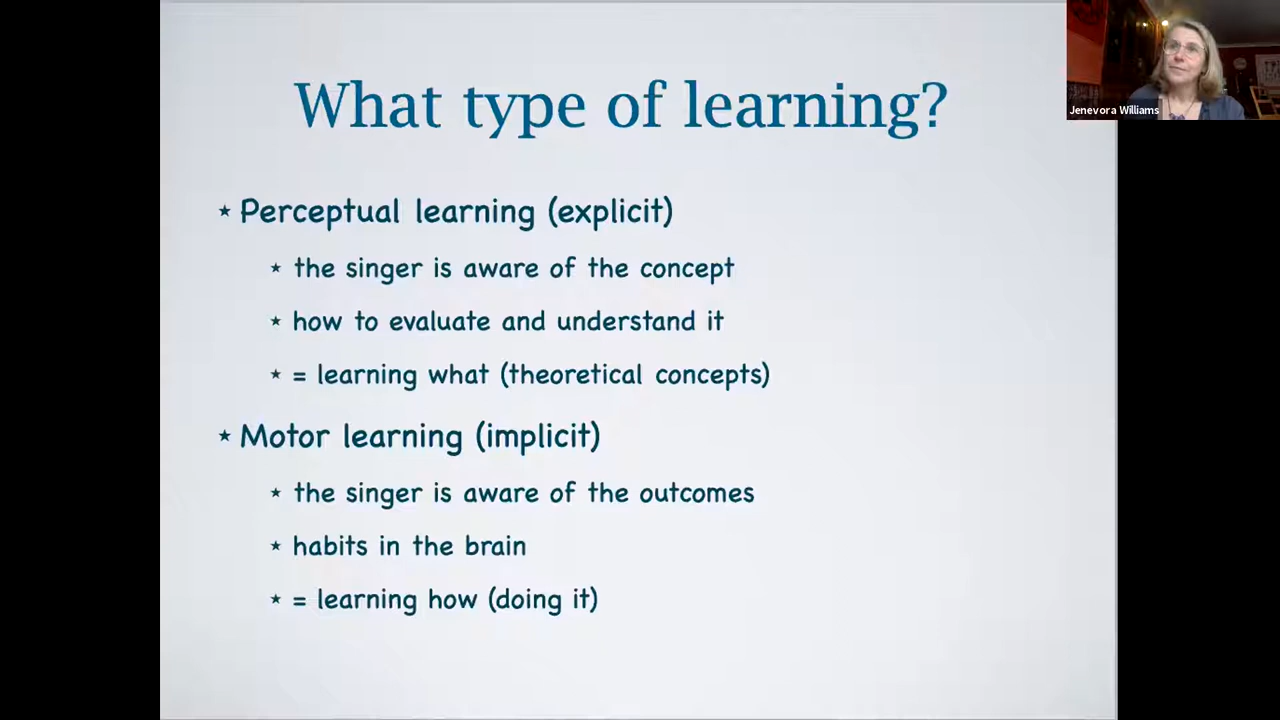 What type of learning?
Jenevora Williams
★ Perceptual learning (explicit)
★ the singer is aware of the concept
★ how to evaluate and understand it
★ = learning what (theoretical concepts)
★ Motor learning (implicit)
★ the singer is aware of the outcomes
★ habits in the brain
★ = learning how (doing it)